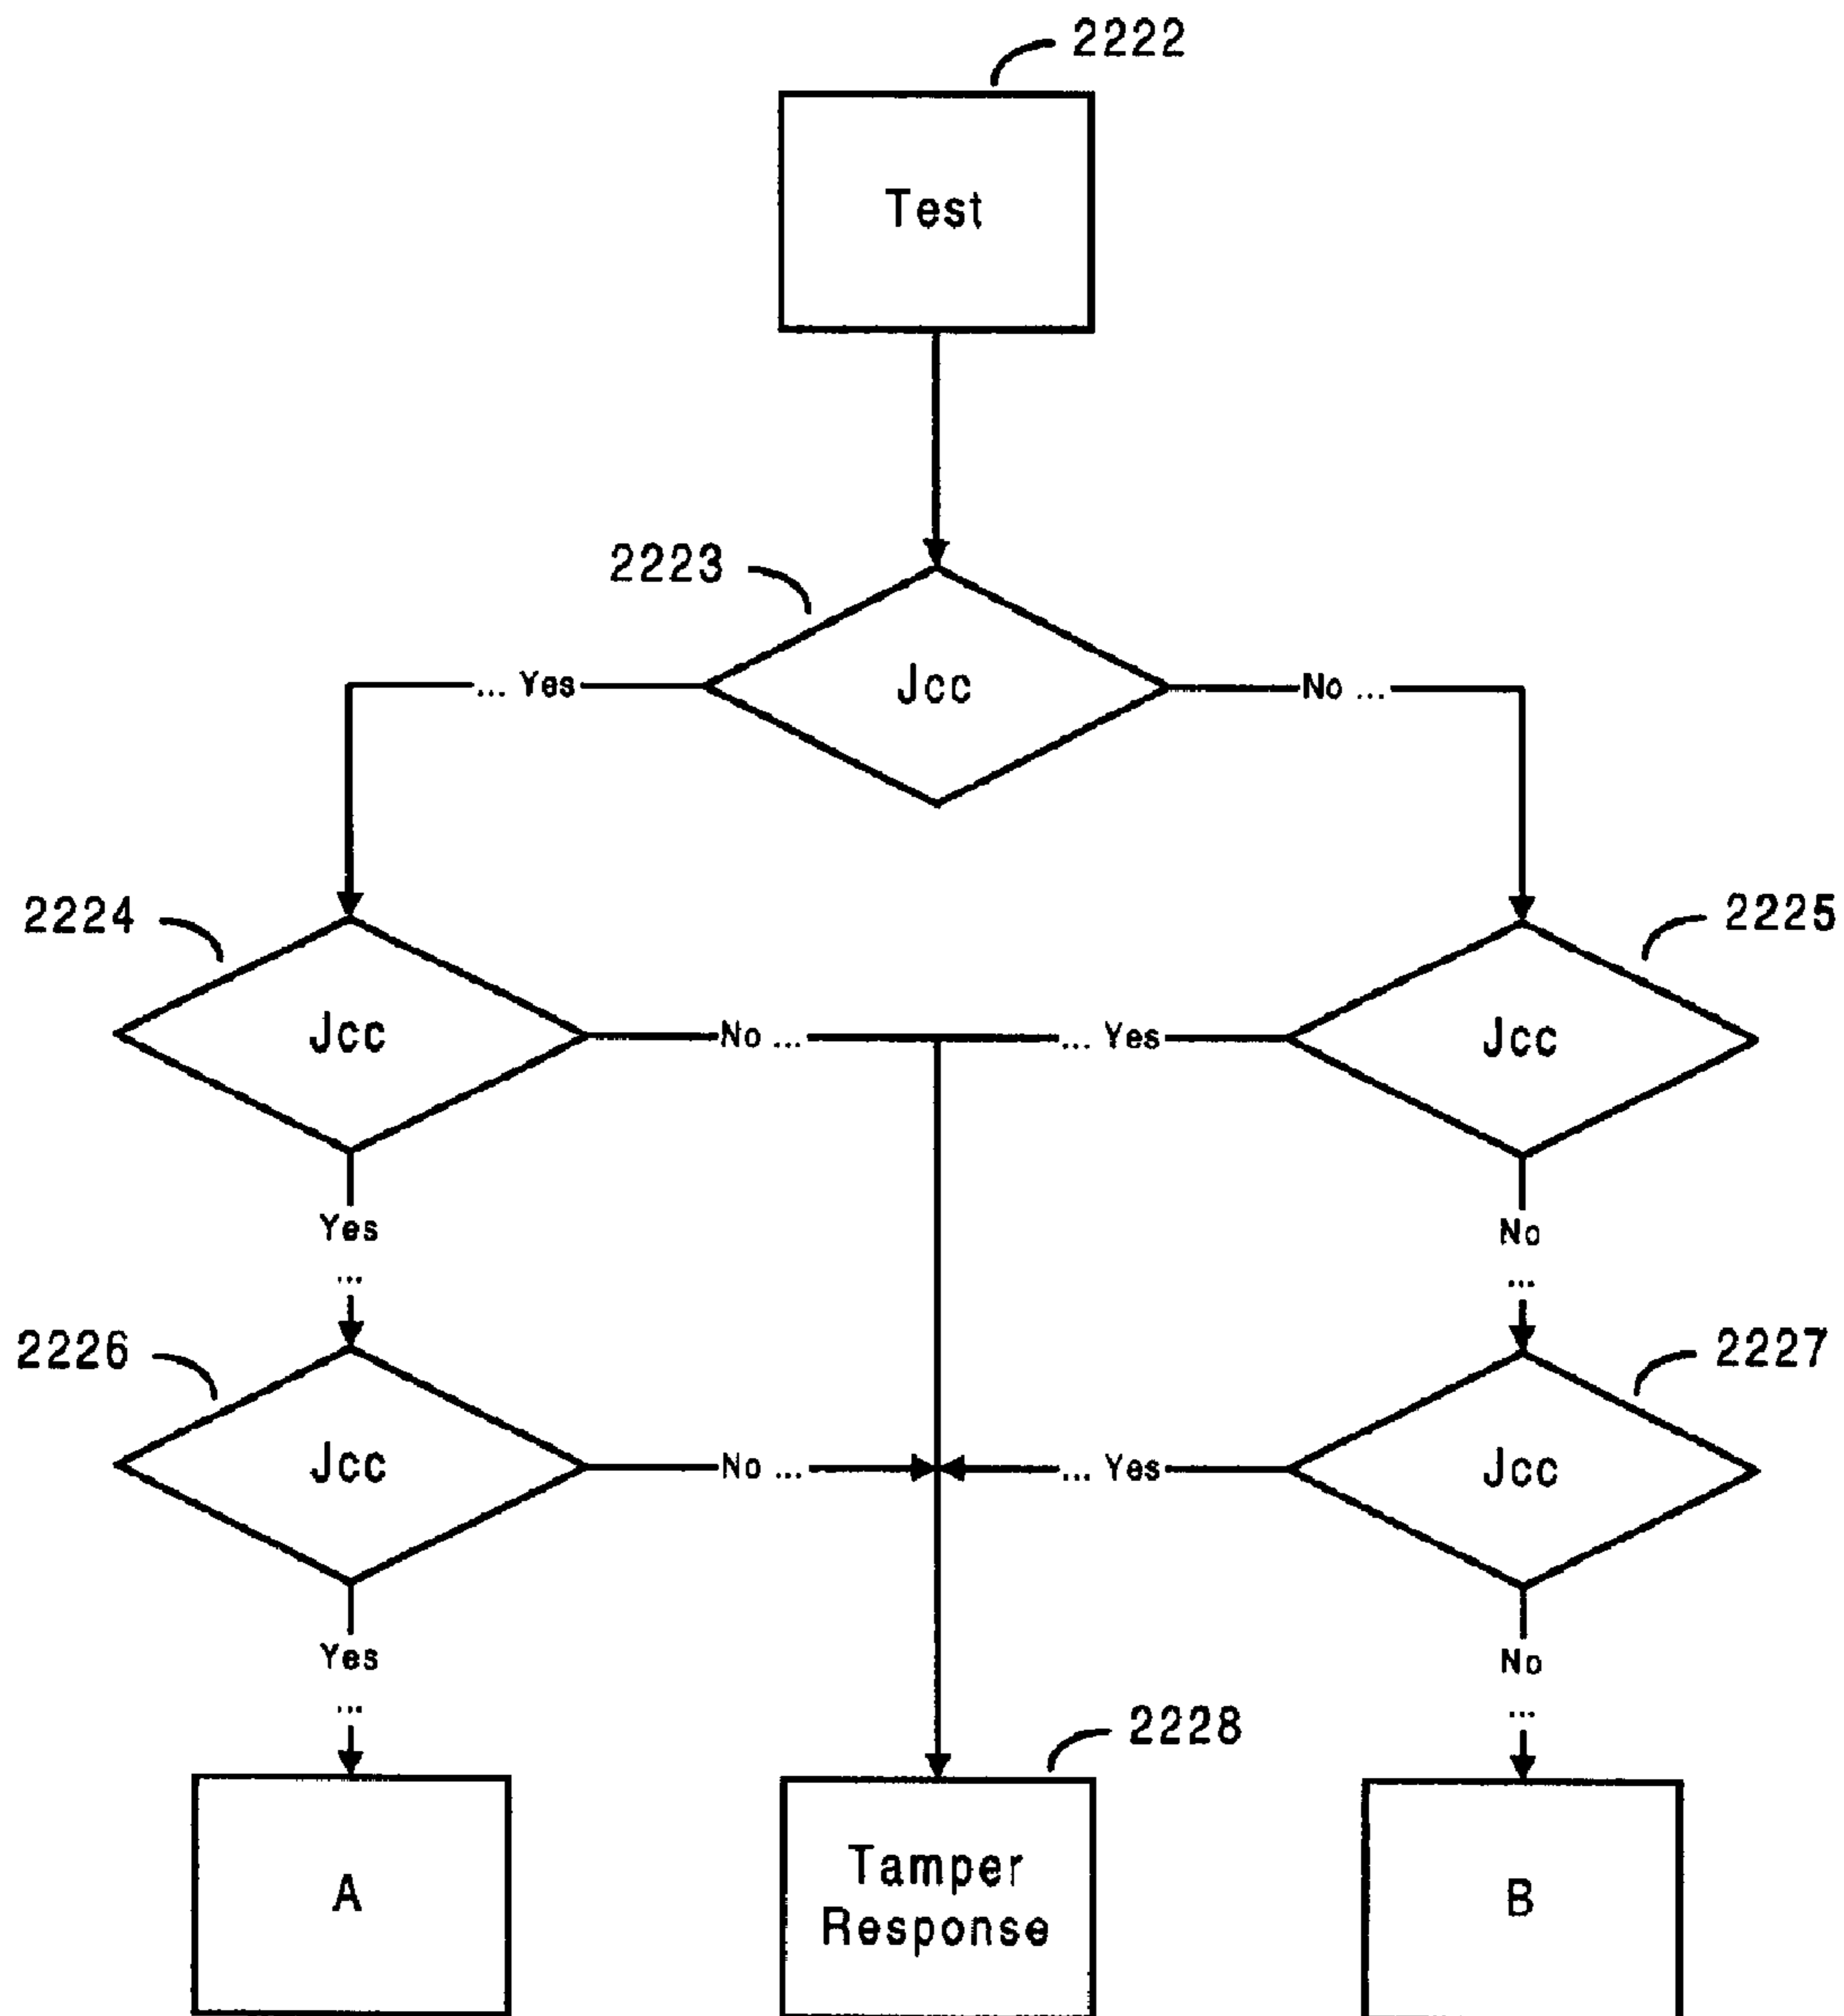 2222
Test
2223
Jcc
... Yes
No ...
2224
2225
Jcc
No ...
... Yes
Jcc
Yes
...
No
...
2226
2227
Jcc
No ...
... Yes
Jcc
Yes
...
No
...
2228
A
Tamper
Response
B